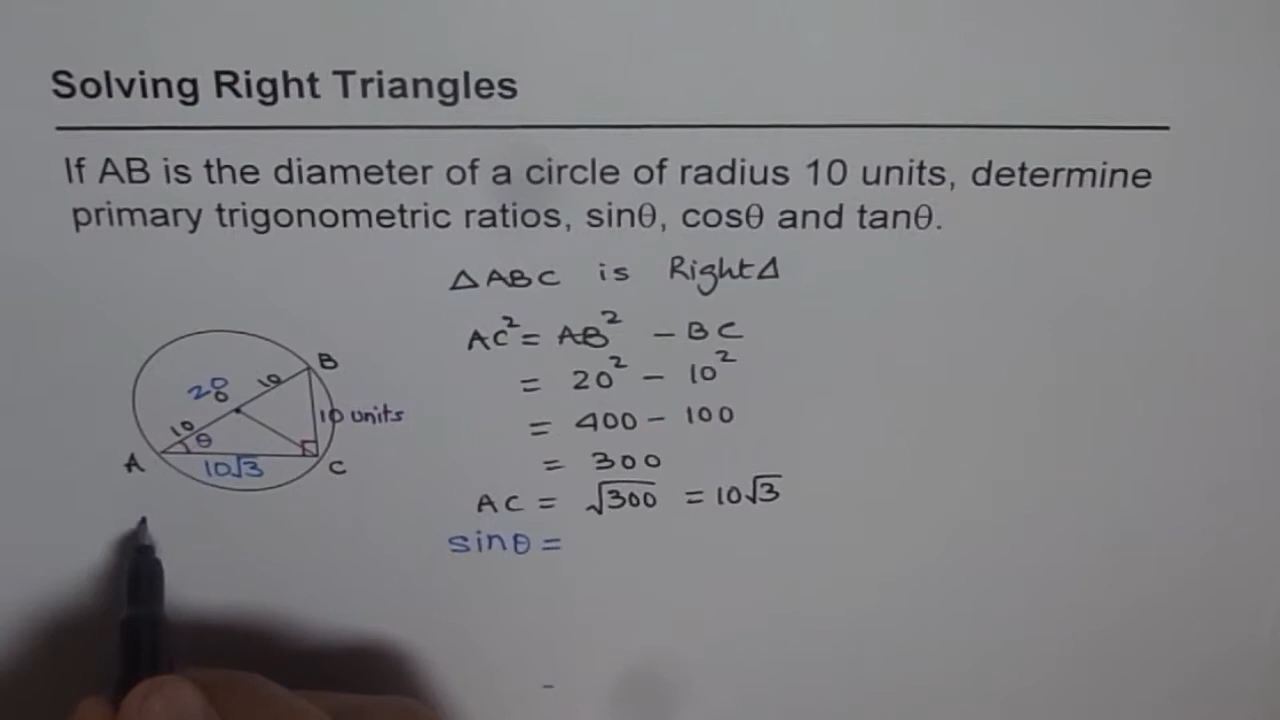 Solving Right Triangles
If AB is the diameter of a circle of radius 10 units, determine
primary trigonometric ratios, sinθ, cosθ and tanθ.
△ABC is Right△
AC² = AB² - BC
= 20² - 10²
= 400 - 100
= 300
AC = √300 = 10√3
sinθ =
B
20
10
10 units
10
θ
A
10√3
C